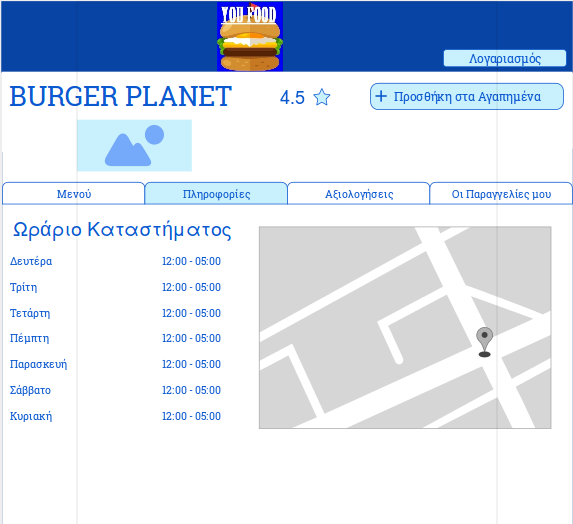 YOU FOOD
Λογαριασμός
BURGER PLANET
4.5
+ Προσθήκη στα Αγαπημένα
Μενού
Πληροφορίες
Αξιολογήσεις
Οι Παραγγελίες μου
Ωράριο Καταστήματος
Δευτέρα 12:00 - 05:00
Τρίτη 12:00 - 05:00
Τετάρτη 12:00 - 05:00
Πέμπτη 12:00 - 05:00
Παρασκευή 12:00 - 05:00
Σάββατο 12:00 - 05:00
Κυριακή 12:00 - 05:00